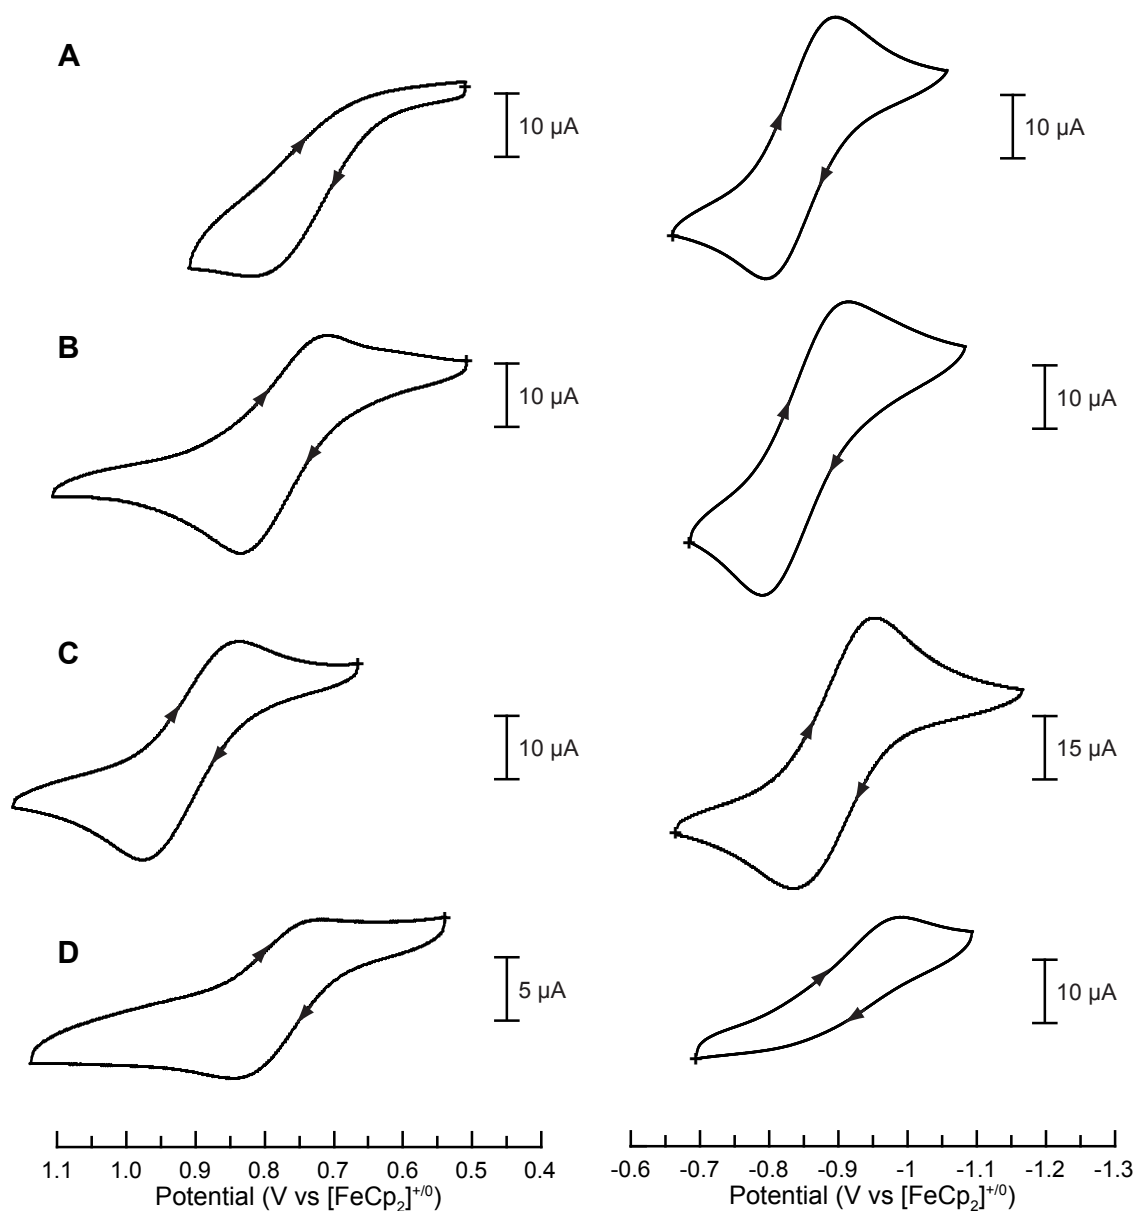 A
10 µA
10 µA
B
10 µA
10 µA
C
10 µA
15 µA
D
5 µA
10 µA
1.1 1.0 0.9 0.8 0.7 0.6 0.5 0.4
Potential (V vs [FeCp₂]⁺ᐟ⁰)
-0.6 -0.7 -0.8 -0.9 -1 -1.1 -1.2 -1.3
Potential (V vs [FeCp₂]⁺ᐟ⁰)